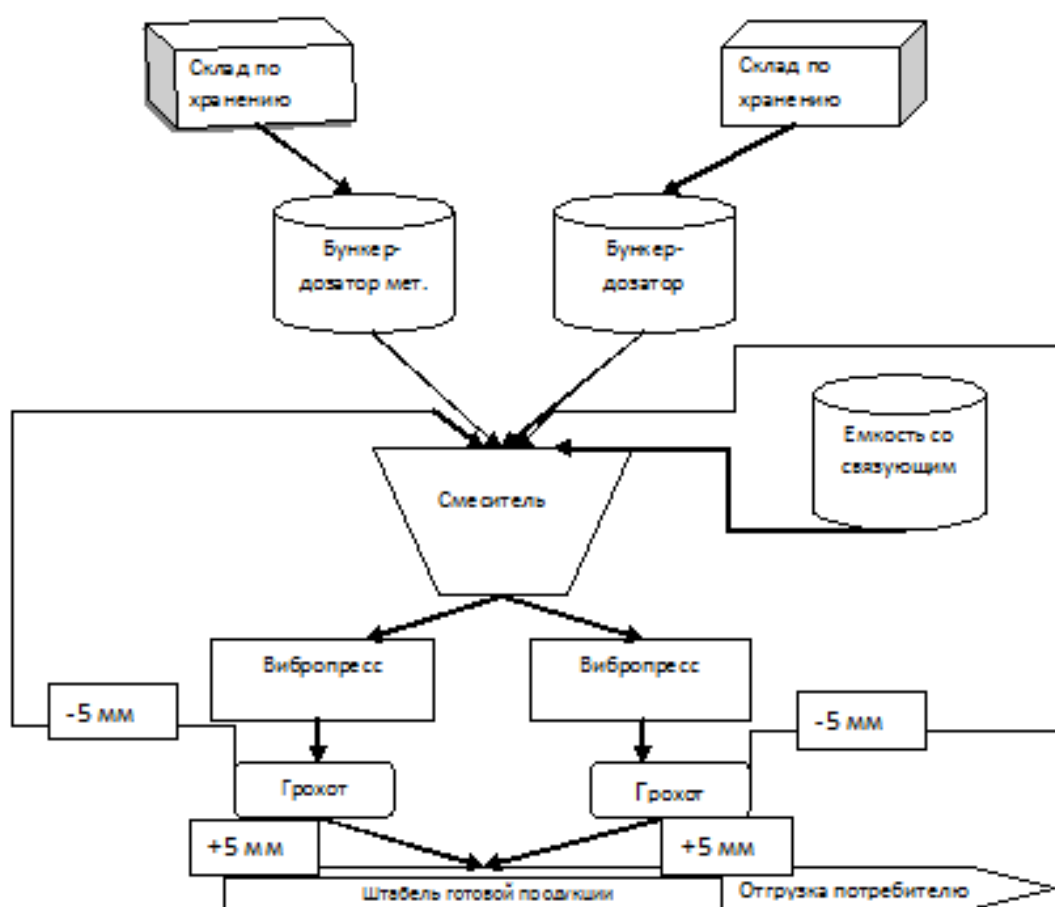 Склад по
хранению
Склад по
хранению
Бункер-
дозатор мет.
Бункер-
дозатор
Емкость со
связующим
Смеситель
Вибропресс
Вибропресс
-5 мм
-5 мм
Грохот
Грохот
+5 мм
+5 мм
Штабель готовой продукции
Отгрузка потребителю